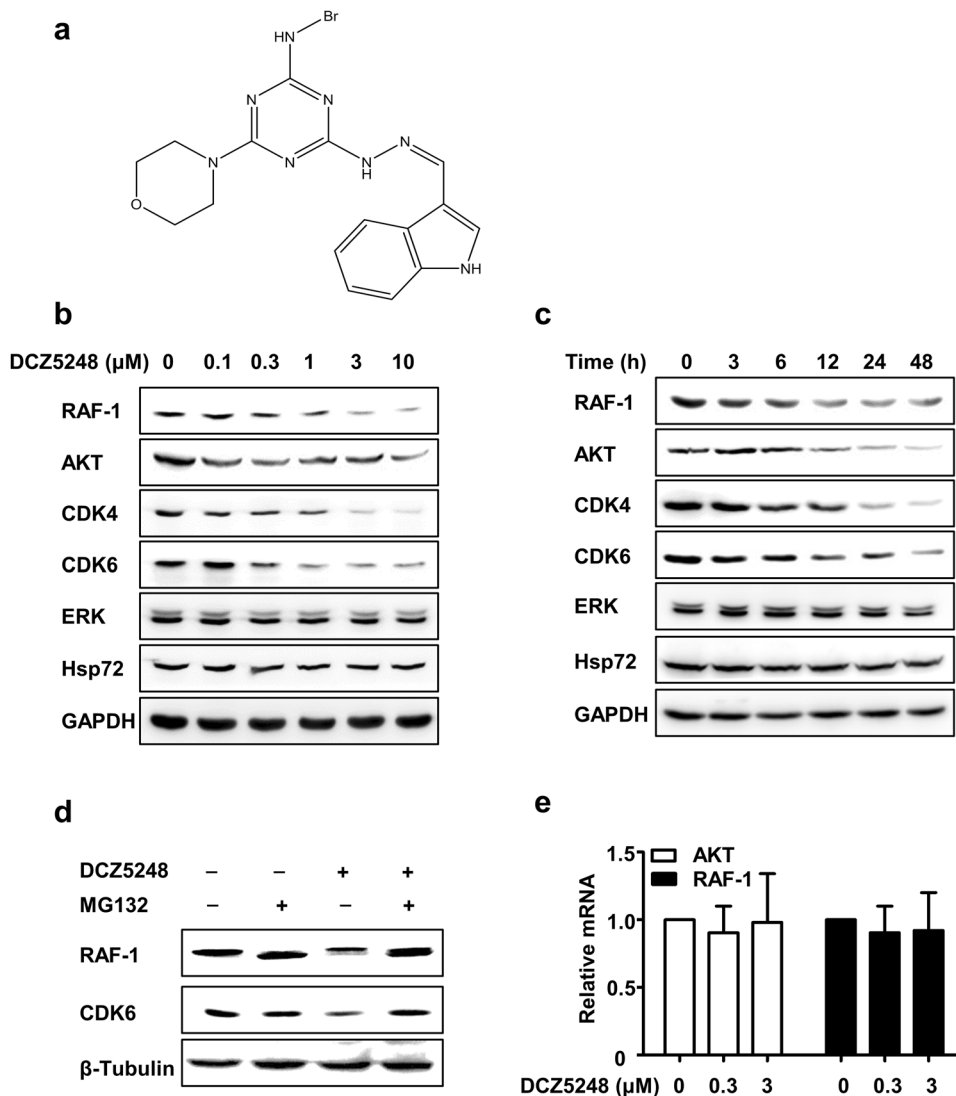 a
Br
HN
N
N
N
N
N
N
H
O
NH
b
DCZ5248 (μM) 0 0.1 0.3 1 3 10
RAF-1
AKT
CDK4
CDK6
ERK
Hsp72
GAPDH
c
Time (h) 0 3 6 12 24 48
RAF-1
AKT
CDK4
CDK6
ERK
Hsp72
GAPDH
d
DCZ5248 – – + +
MG132 – + – +
RAF-1
CDK6
β-Tubulin
e
Relative mRNA
1.5
1.0
0.5
0
AKT
RAF-1
DCZ5248 (μM) 0 0.3 3 0 0.3 3